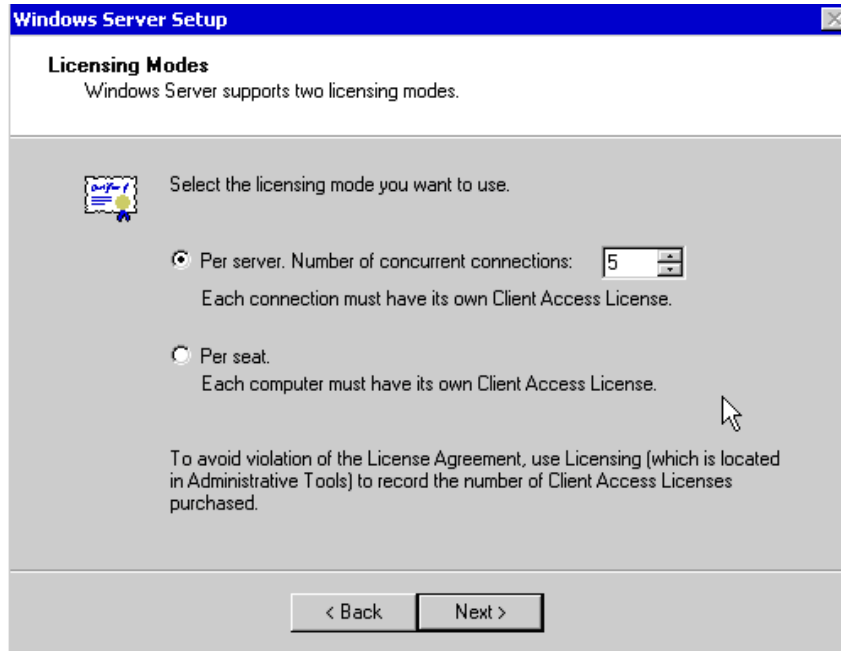 Windows Server Setup
Licensing Modes
Windows Server supports two licensing modes.
Select the licensing mode you want to use.
Per server. Number of concurrent connections: 5
Each connection must have its own Client Access License.
Per seat.
Each computer must have its own Client Access License.
To avoid violation of the License Agreement, use Licensing (which is located
in Administrative Tools) to record the number of Client Access Licenses
purchased.
< Back Next >